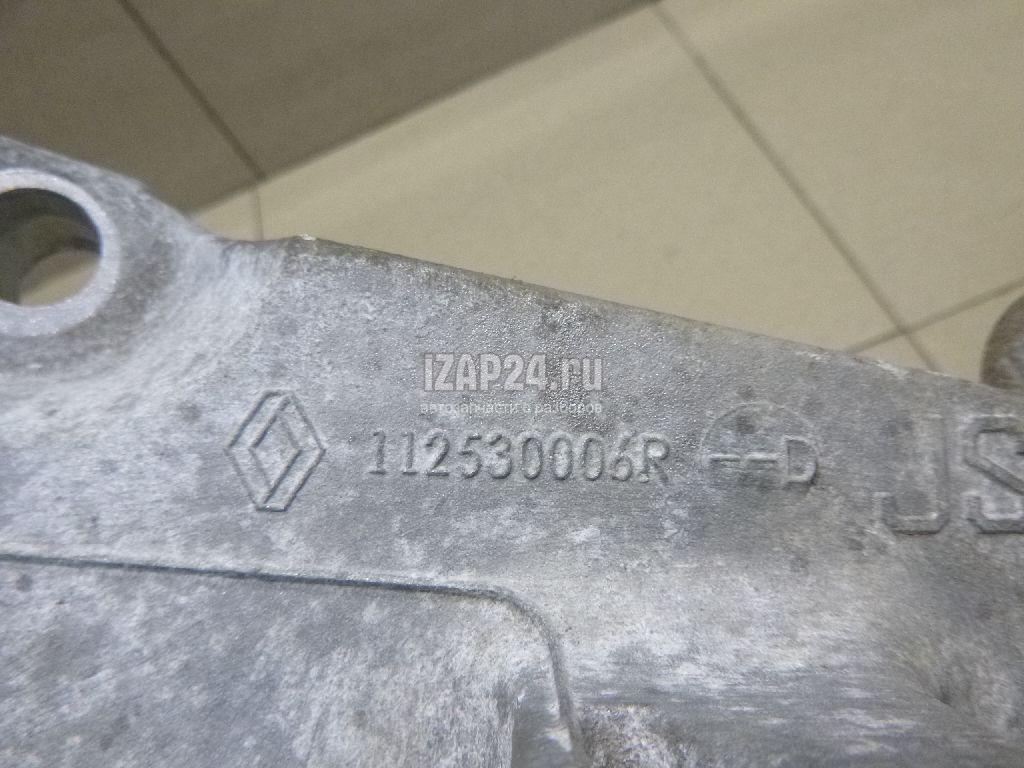 IZAP24.ru
автозапчасти с разборов
112530006R --D
JS